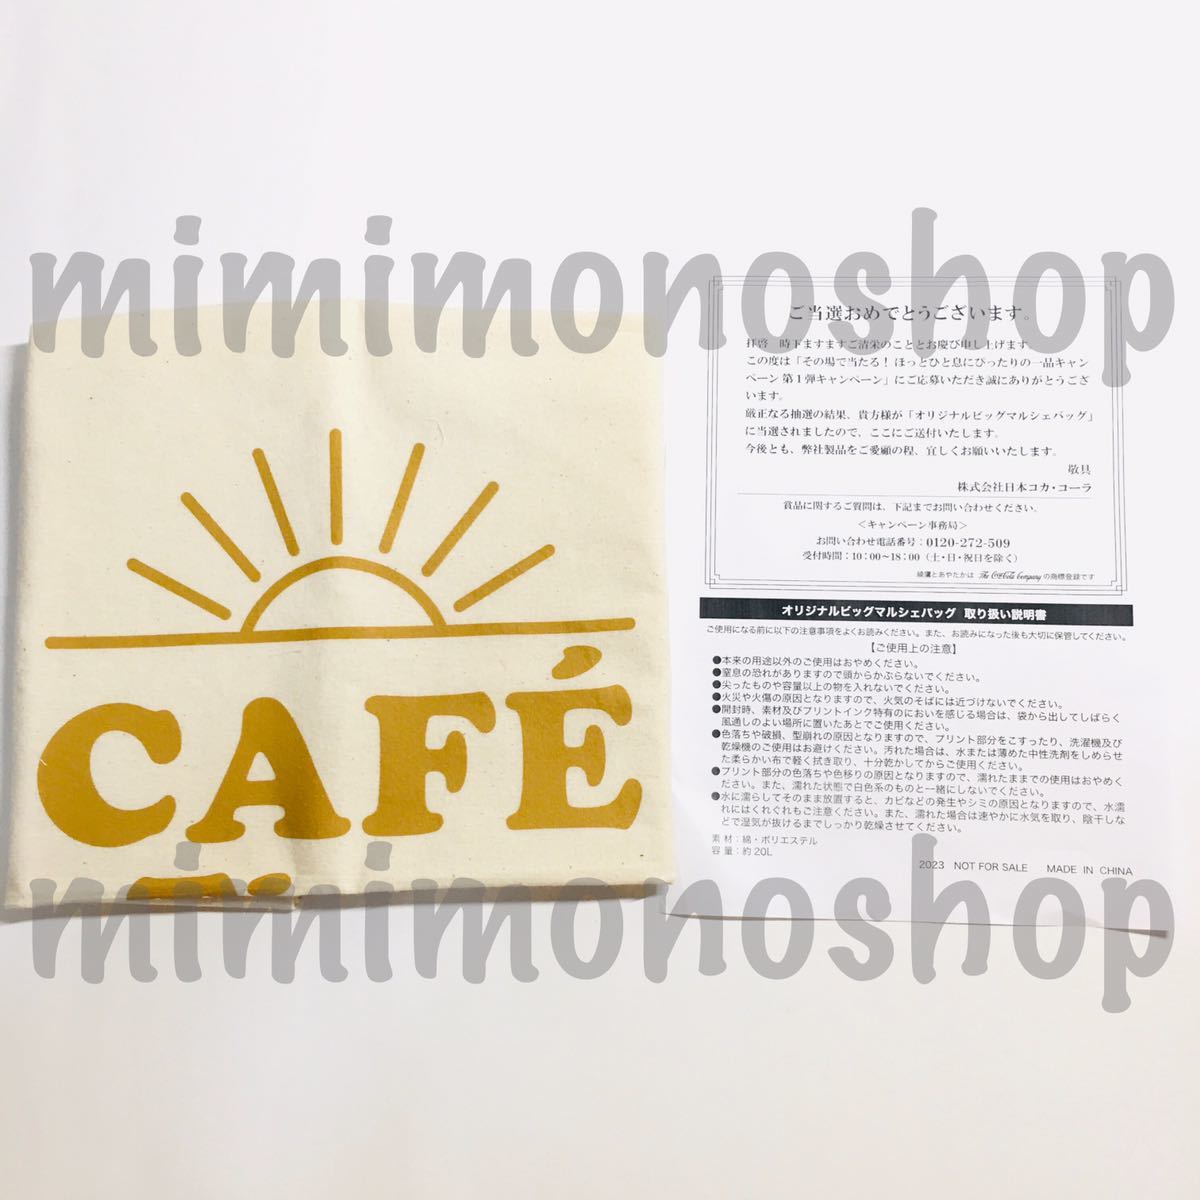 mimimonoshop
ご当選おめでとうございます。
拝啓　時下ますますご清栄のこととお慶び申し上げます
この度は「その場で当たる！ほっとひと息にぴったりの一品キャン
ペーン 第1弾キャンペーン」にご応募いただき誠にありがとうござ
います。
厳正なる抽選の結果、貴方様が「オリジナルビッグマルシェバッグ」
に当選されましたので、ここにご送付いたします。
今後とも、弊社製品をご愛顧の程、宜しくお願いいたします。
敬具
株式会社日本コカ・コーラ
賞品に関するご質問は、下記までお問い合わせください。
＜キャンペーン事務局＞
お問い合わせ電話番号：0120-272-509
受付時間：10：00～18：00（土・日・祝日を除く）
綾鷹とあやたかは The Coca-Cola Company の商標登録です
オリジナルビッグマルシェバッグ 取り扱い説明書
ご使用になる前に以下の注意事項をよくお読みください。また、お読みになった後も大切に保管してください。
【ご使用上の注意】
●本来の用途以外のご使用はおやめください。
●窒息の恐れがありますので頭からかぶらないでください。
●尖ったものや容量以上の物を入れないでください。
●火災や火傷の原因となりますので、火気のそばには近づけないでください。
●開封時、素材及びプリントインク特有のにおいを感じる場合は、袋から出してしばらく
風通しのよい場所に置いたあとでご使用ください。
●色落ちや破損、型崩れの原因となりますので、プリント部分をこすったり、洗濯機及び
乾燥機のご使用はお避けください。汚れた場合は、水または薄めた中性洗剤をしめらせ
た柔らかい布で軽く拭き取り、十分乾かしてからご使用ください。
●プリント部分の色落ちや色移りの原因となりますので、濡れたままでの使用はおやめく
ださい。また、濡れた状態で白色系のものと一緒にしないでください。
●水に濡らしてそのまま放置すると、カビなどの発生やシミの原因となりますので、水濡
れにはくれぐれもご注意ください。また、濡れた場合は速やかに水気を取り、陰干しな
どで湿気が抜けるまでしっかり乾燥させてください。
素材：綿・ポリエステル
容量：約20L
2023 NOT FOR SALE MADE IN CHINA
CAFÉ
mimimonoshop